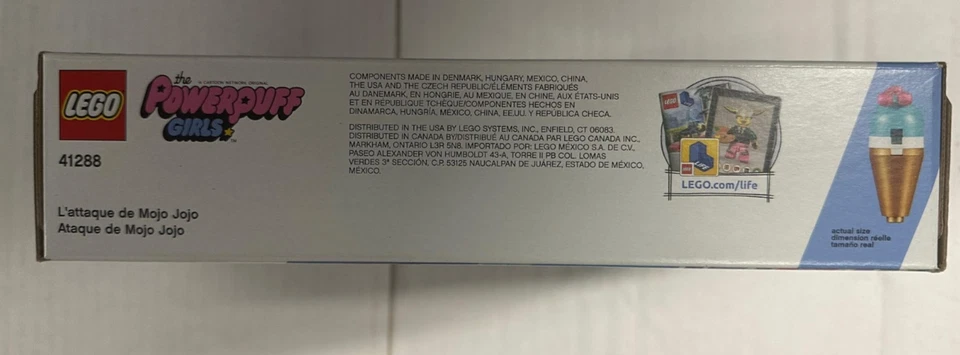 LEGO
the
A CARTOON NETWORK ORIGINAL
POWERPUFF
GIRLS
™
41288
L'attaque de Mojo Jojo
Ataque de Mojo Jojo
COMPONENTS MADE IN DENMARK, HUNGARY, MEXICO, CHINA,
THE USA AND THE CZECH REPUBLIC/ÉLÉMENTS FABRIQUÉS
AU DANEMARK, EN HONGRIE, AU MEXIQUE, EN CHINE, AUX ÉTATS-UNIS
ET EN RÉPUBLIQUE TCHÈQUE/COMPONENTES HECHOS EN
DINAMARCA, HUNGRÍA, MÉXICO, CHINA, EE.UU. Y REPÚBLICA CHECA.
DISTRIBUTED IN THE USA BY LEGO SYSTEMS, INC., ENFIELD, CT 06083.
DISTRIBUTED IN CANADA BY/DISTRIBUÉ AU CANADA PAR LEGO CANADA INC.,
MARKHAM, ONTARIO L3R 5N8. IMPORTADO POR: LEGO MÉXICO S.A. DE C.V.,
PASEO ALEXANDER VON HUMBOLDT 43-A, TORRE II PB COL. LOMAS
VERDES 3ª SECCIÓN, C.P. 53125 NAUCALPAN DE JUÁREZ, ESTADO DE MÉXICO,
MÉXICO.
LEGO.com/life
actual size
dimension réelle
tamaño real